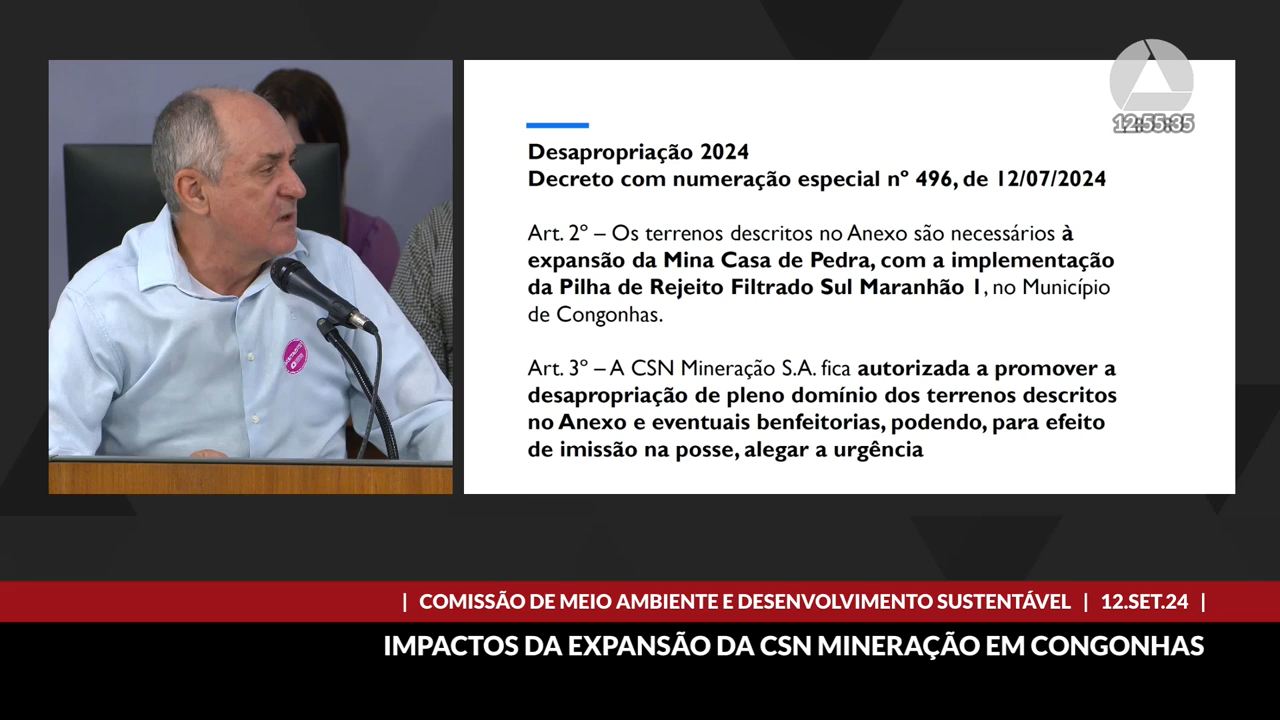 12:55:35
Desapropriação 2024
Decreto com numeração especial nº 496, de 12/07/2024
Art. 2º – Os terrenos descritos no Anexo são necessários à
expansão da Mina Casa de Pedra, com a implementação
da Pilha de Rejeito Filtrado Sul Maranhão 1, no Município
de Congonhas.
Art. 3º – A CSN Mineração S.A. fica autorizada a promover a
desapropriação de pleno domínio dos terrenos descritos
no Anexo e eventuais benfeitorias, podendo, para efeito
de imissão na posse, alegar a urgência
| COMISSÃO DE MEIO AMBIENTE E DESENVOLVIMENTO SUSTENTÁVEL | 12.SET.24 |
IMPACTOS DA EXPANSÃO DA CSN MINERAÇÃO EM CONGONHAS